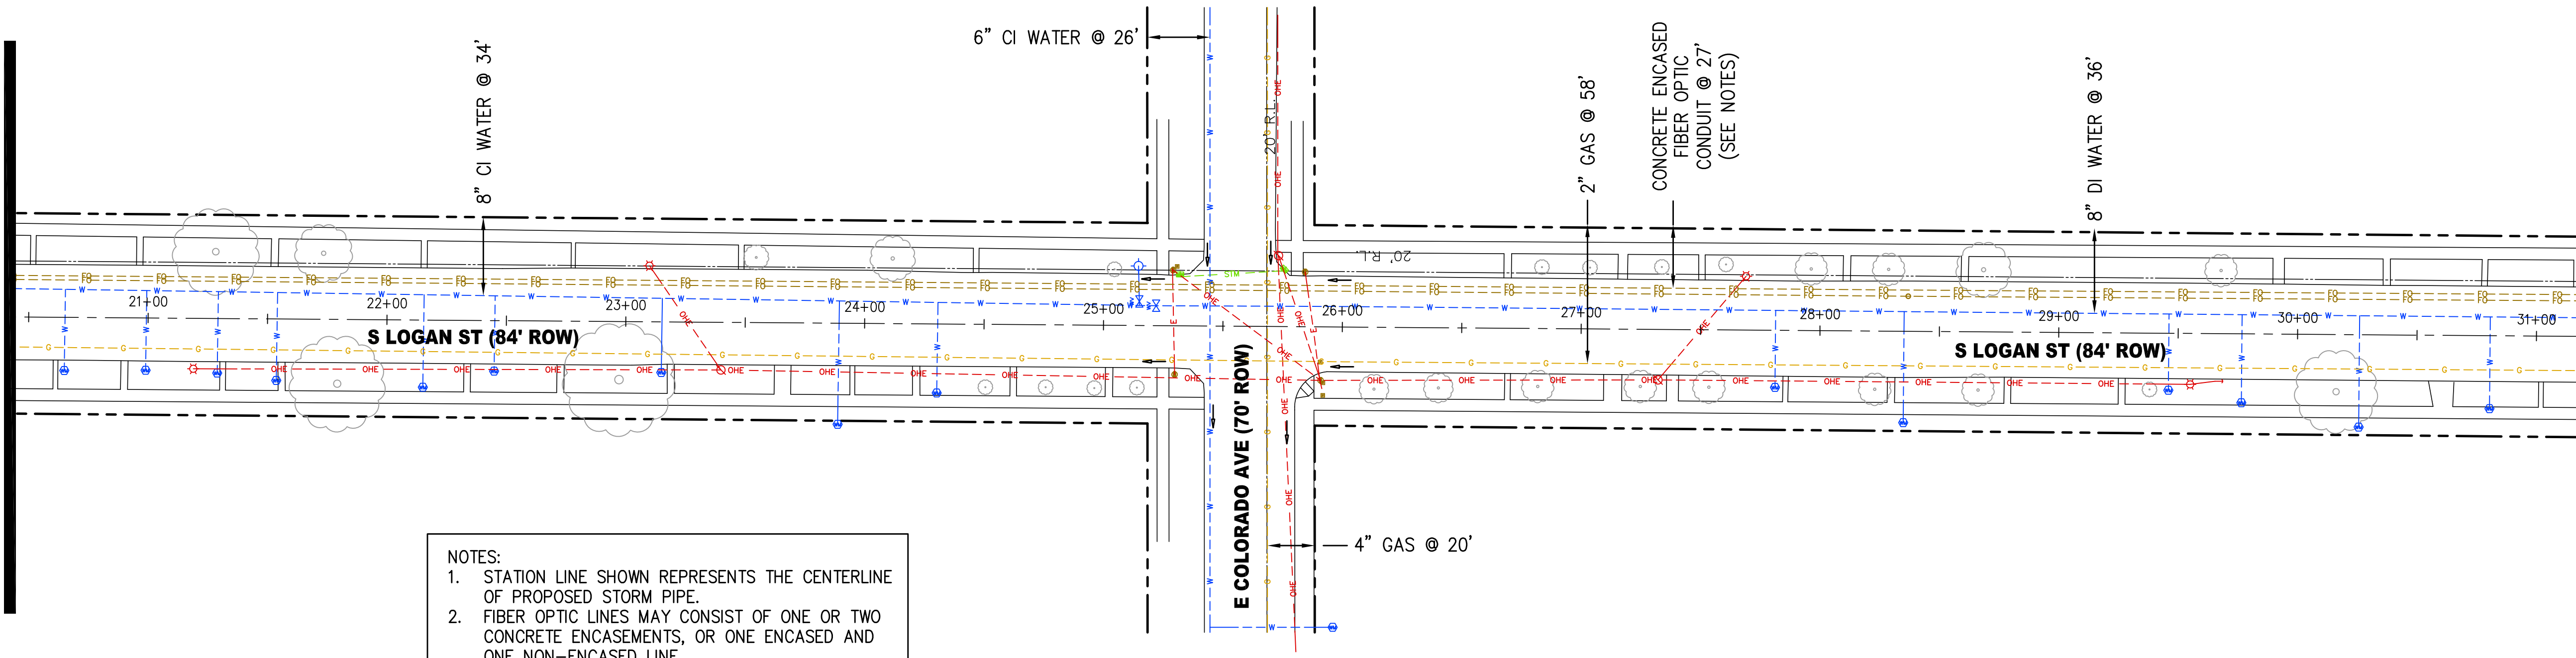 6" CI WATER @ 26'
8" CI WATER @ 34'
20' R.L.
2" GAS @ 58'
CONCRETE ENCASED
FIBER OPTIC
CONDUIT @ 27'
(SEE NOTES)
8" DI WATER @ 36'
20' R.L.
21+00
22+00
23+00
24+00
25+00
26+00
27+00
28+00
29+00
30+00
31+00
S LOGAN ST (84' ROW)
S LOGAN ST (84' ROW)
E COLORADO AVE (70' ROW)
4" GAS @ 20'
NOTES:
1. STATION LINE SHOWN REPRESENTS THE CENTERLINE
OF PROPOSED STORM PIPE.
2. FIBER OPTIC LINES MAY CONSIST OF ONE OR TWO
CONCRETE ENCASEMENTS, OR ONE ENCASED AND
ONE NON-ENCASED LINE.